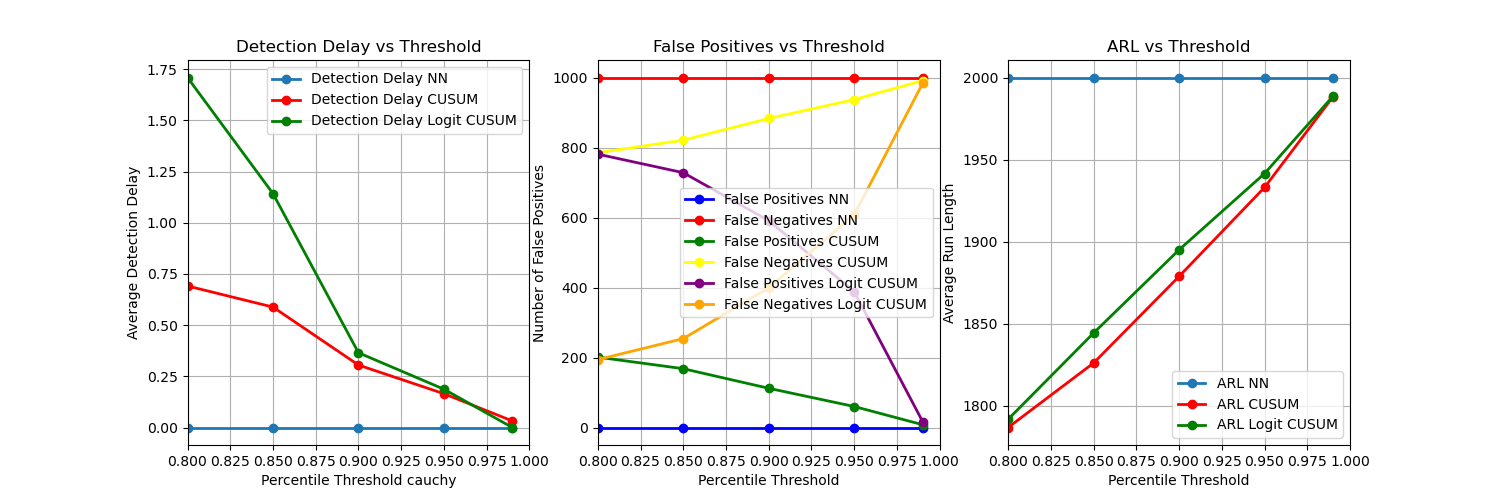 Detection Delay vs Threshold
Average Detection Delay
1.75
1.50
1.25
1.00
0.75
0.50
0.25
0.00
Detection Delay NN
Detection Delay CUSUM
Detection Delay Logit CUSUM
0.800 0.825 0.850 0.875 0.900 0.925 0.950 0.975 1.000
Percentile Threshold cauchy
False Positives vs Threshold
Number of False Positives
1000
800
600
400
200
0
False Positives NN
False Negatives NN
False Positives CUSUM
False Negatives CUSUM
False Positives Logit CUSUM
False Negatives Logit CUSUM
0.800 0.825 0.850 0.875 0.900 0.925 0.950 0.975 1.000
Percentile Threshold
ARL vs Threshold
Average Run Length
2000
1950
1900
1850
1800
ARL NN
ARL CUSUM
ARL Logit CUSUM
0.800 0.825 0.850 0.875 0.900 0.925 0.950 0.975 1.000
Percentile Threshold